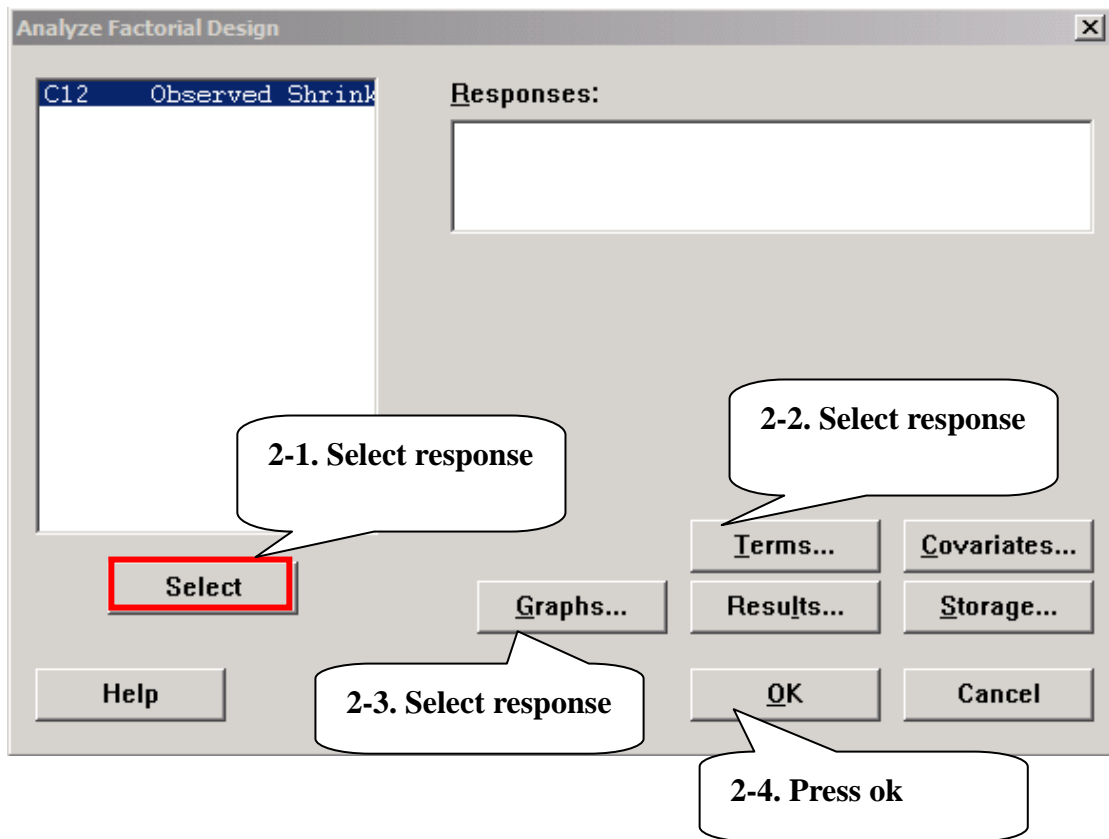 Analyze Factorial Design
C12 Observed Shrink
Responses:
2-1. Select response
2-2. Select response
Terms...
Covariates...
Select
Graphs...
Results...
Storage...
Help
2-3. Select response
OK
Cancel
2-4. Press ok